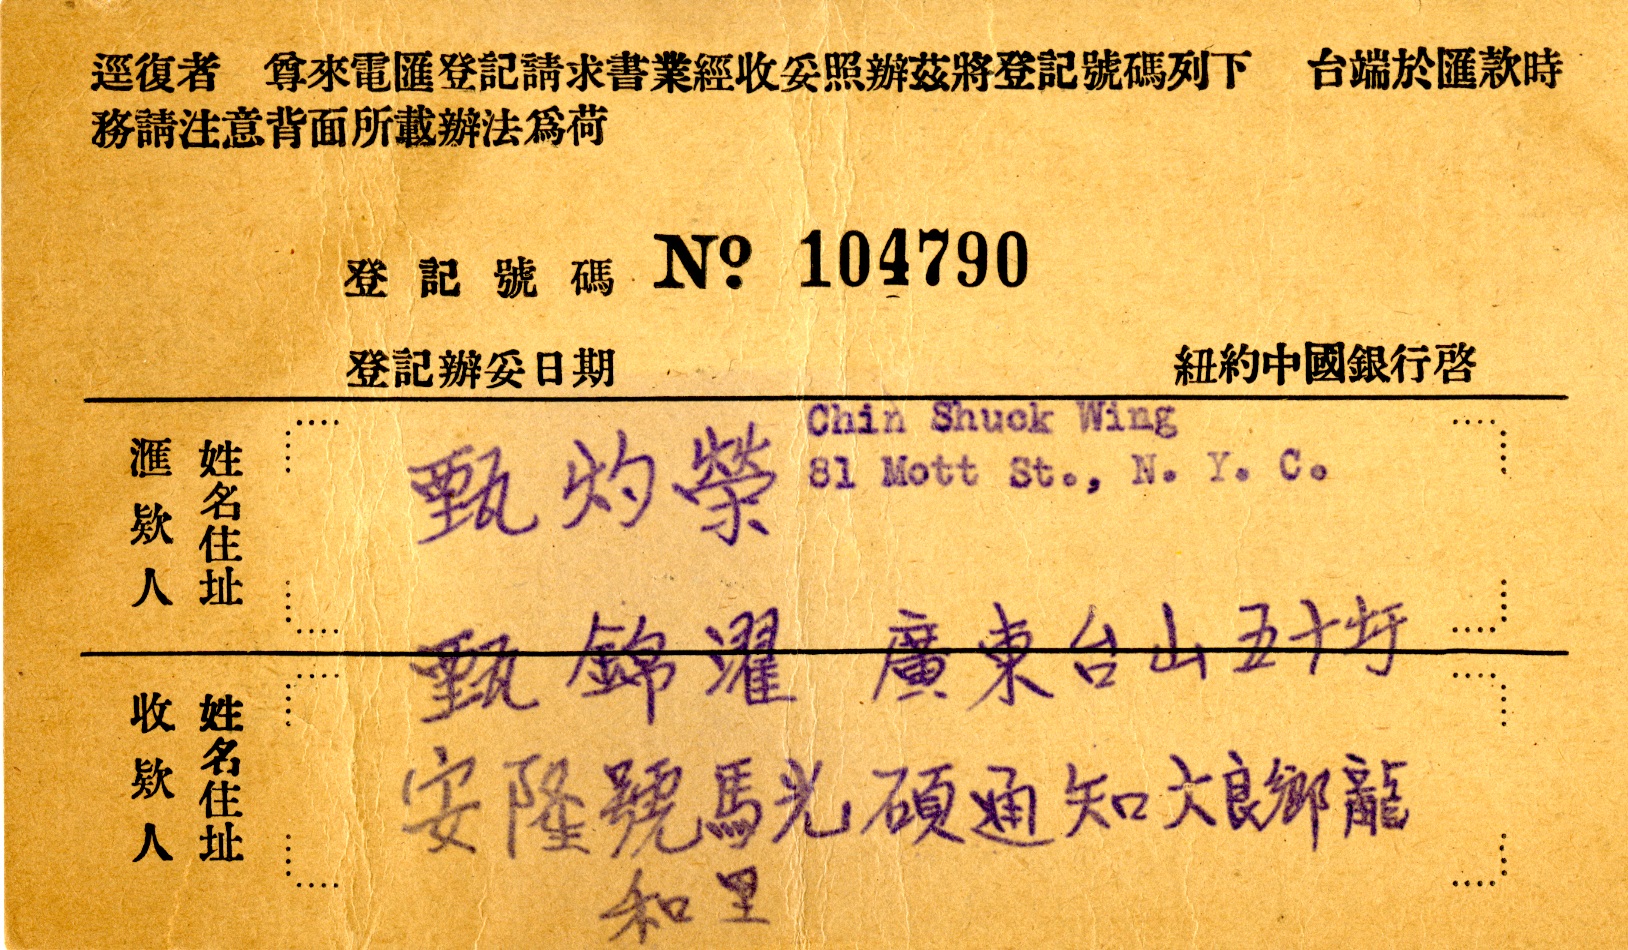 逕復者　尊來電匯登記請求書業經收妥照辦茲將登記號碼列下　台端於匯款時
務請注意背面所載辦法為荷
登記號碼 No 104790
登記辦妥日期　紐約中國銀行啓
滙欵人 姓名住址
甄灼榮 Chin Shuck Wing
81 Mott St., N. Y. C.
收欵人 姓名住址
甄錦濯　廣東台山五十圩
安隆號馬光碩通知大良鄉龍
和里